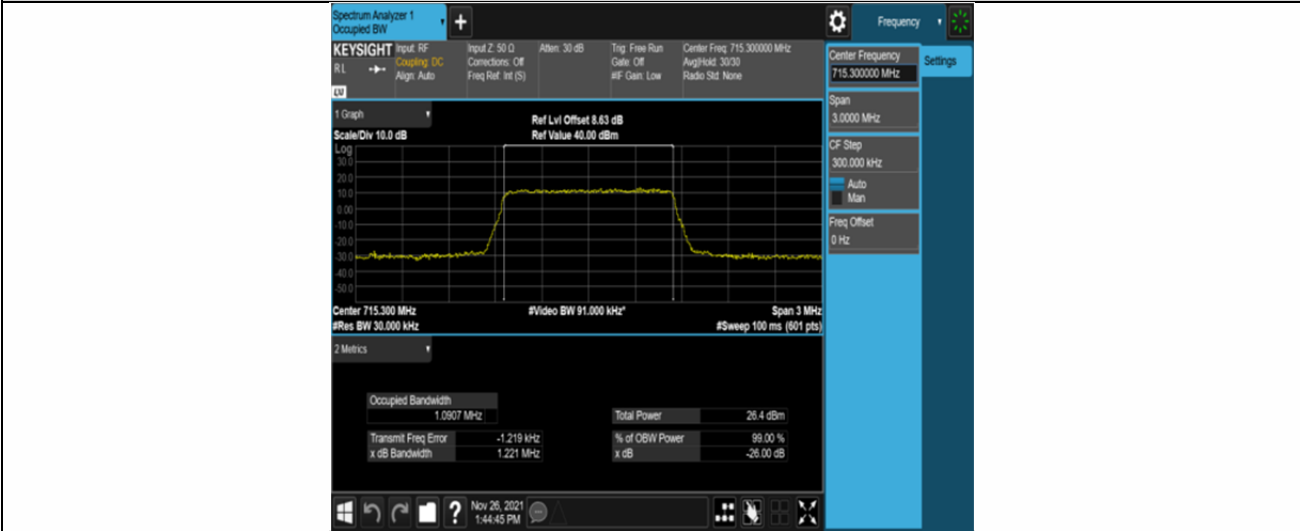 Spectrum Analyzer 1
Occupied BW
Frequency
KEYSIGHT
R L
Input: RF
Coupling: DC
Align: Auto
Input Z: 50 Ω
Corrections: Off
Freq Ref: Int (S)
Atten: 30 dB
Trig: Free Run
Gate: Off
#IF Gain: Low
Center Freq: 715.300000 MHz
Avg|Hold: 30/30
Radio Std: None
1 Graph
Scale/Div 10.0 dB
Ref Lvl Offset 8.63 dB
Ref Value 40.00 dBm
Log
30.0
20.0
10.0
0.00
-10.0
-20.0
-30.0
-40.0
-50.0
Center 715.300 MHz
#Res BW 30.000 kHz
#Video BW 91.000 kHz*
Span 3 MHz
#Sweep 100 ms (601 pts)
2 Metrics
Occupied Bandwidth
1.0907 MHz
Transmit Freq Error -1.219 kHz
x dB Bandwidth 1.221 MHz
Total Power 26.4 dBm
% of OBW Power 99.00 %
x dB -26.00 dB
Center Frequency
715.300000 MHz
Span
3.0000 MHz
CF Step
300.000 kHz
Auto
Man
Freq Offset
0 Hz
Settings
?
Nov 26, 2021
1:44:45 PM